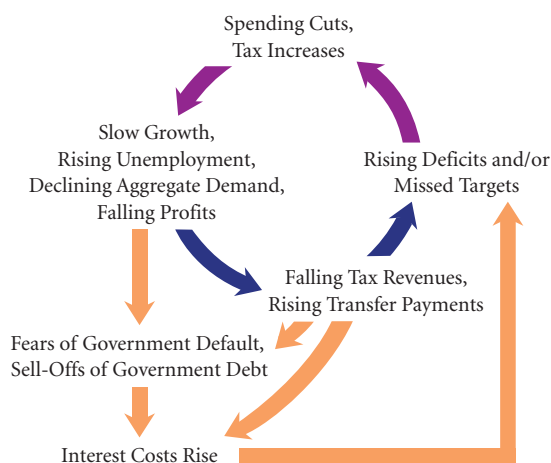 Spending Cuts,
Tax Increases
Slow Growth,
Rising Unemployment,
Declining Aggregate Demand,
Falling Profits
Rising Deficits and/or
Missed Targets
Falling Tax Revenues,
Rising Transfer Payments
Fears of Government Default,
Sell-Offs of Government Debt
Interest Costs Rise